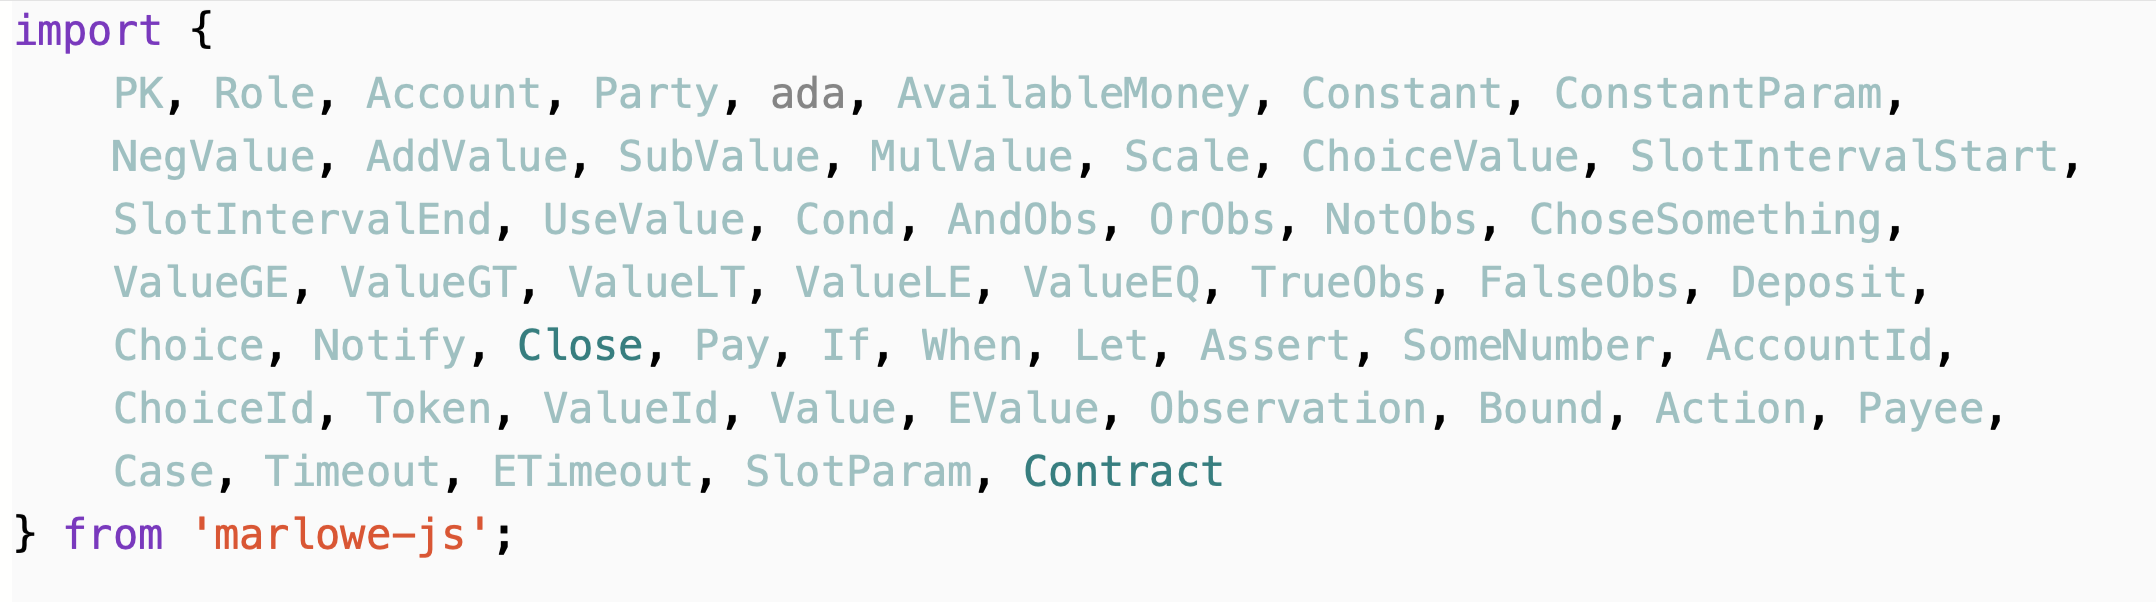 import {
PK, Role, Account, Party, ada, AvailableMoney, Constant, ConstantParam,
NegValue, AddValue, SubValue, MulValue, Scale, ChoiceValue, SlotIntervalStart,
SlotIntervalEnd, UseValue, Cond, AndObs, OrObs, NotObs, ChoseSomething,
ValueGE, ValueGT, ValueLT, ValueLE, ValueEQ, TrueObs, FalseObs, Deposit,
Choice, Notify, Close, Pay, If, When, Let, Assert, SomeNumber, AccountId,
ChoiceId, Token, ValueId, Value, EValue, Observation, Bound, Action, Payee,
Case, Timeout, ETimeout, SlotParam, Contract
} from 'marlowe-js';